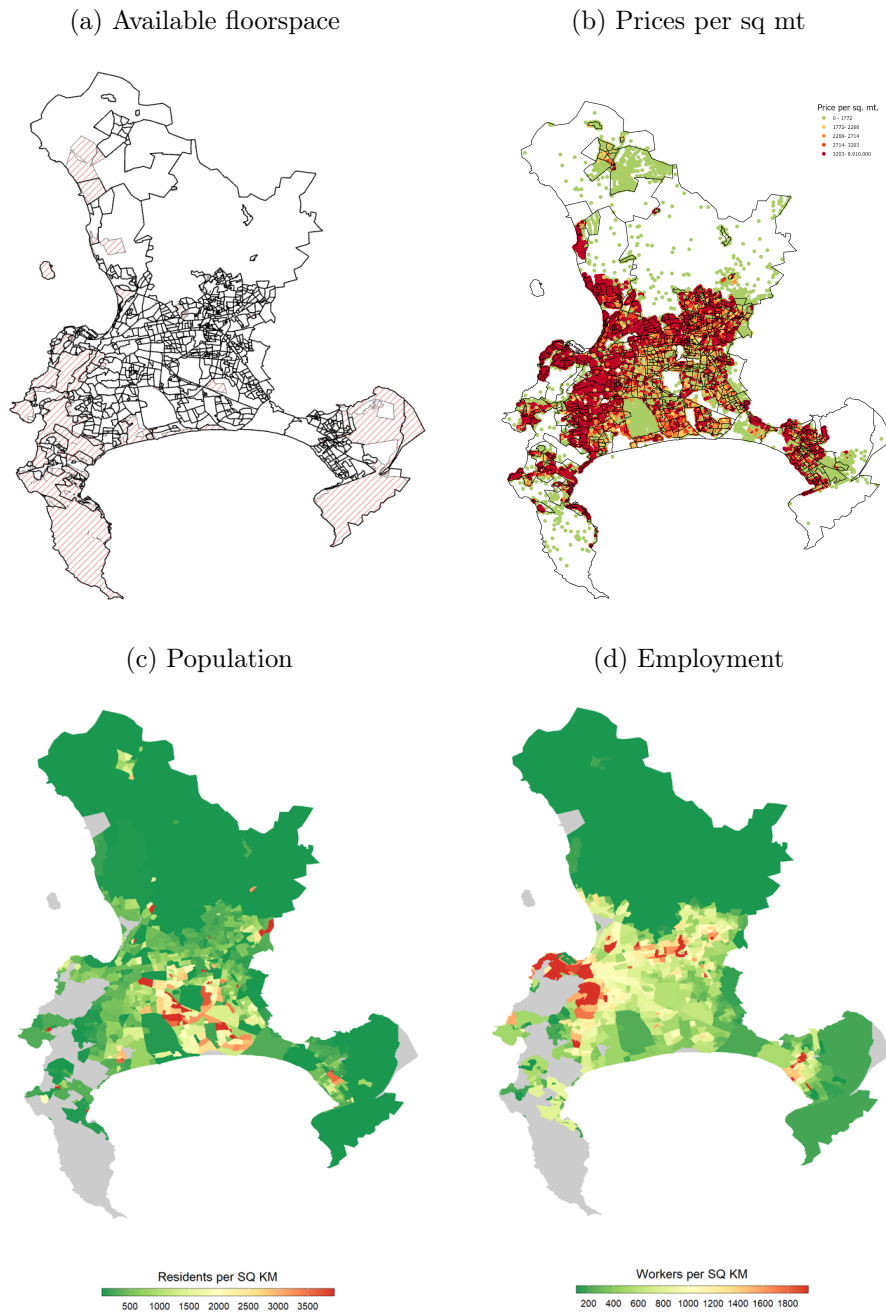 (a) Available floorspace
(b) Prices per sq mt
Price per sq. mt.
0 - 1772
1772- 2268
2268- 2714
2714- 3263
3263- 8.910.000
(c) Population
(d) Employment
Residents per SQ KM
500 1000 1500 2000 2500 3000 3500
Workers per SQ KM
200 400 600 800 1000 1200 1400 1600 1800